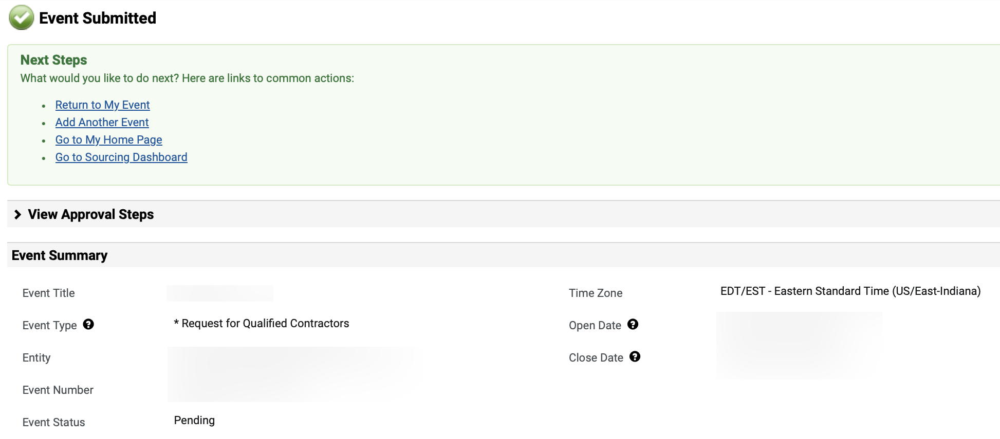 Event Submitted
Next Steps
What would you like to do next? Here are links to common actions:
Return to My Event
Add Another Event
Go to My Home Page
Go to Sourcing Dashboard
View Approval Steps
Event Summary
Event Title
Event Type ? * Request for Qualified Contractors
Entity
Event Number
Event Status Pending
Time Zone EDT/EST - Eastern Standard Time (US/East-Indiana)
Open Date ?
Close Date ?